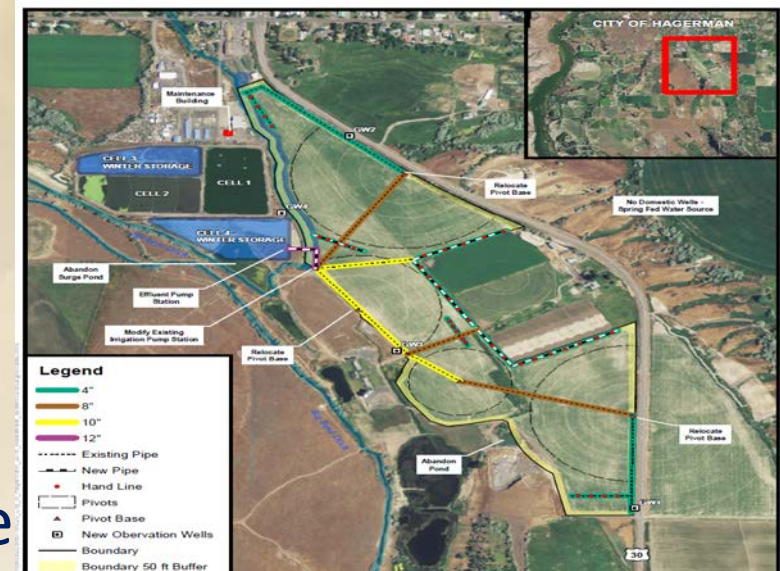 CITY OF HAGERMAN
Maintenance
Building
GW2
CELL 3
WINTER STORAGE
CELL 2
CELL 1
Relocate
Pivot Base
No Domestic Wells -
Spring Fed Water Source
GW4
CELL 4
WINTER STORAGE
Abandon
Surge Pond
Effluent Pump
Station
Modify Existing
Irrigation Pump Station
Relocate
Pivot Base
GW3
Relocate
Pivot Base
Abandon
Pond
GW1
30
Legend
4"
8"
10"
12"
Existing Pipe
New Pipe
Hand Line
Pivots
Pivot Base
New Obervation Wells
Boundary
Boundary 50 ft Buffer
e